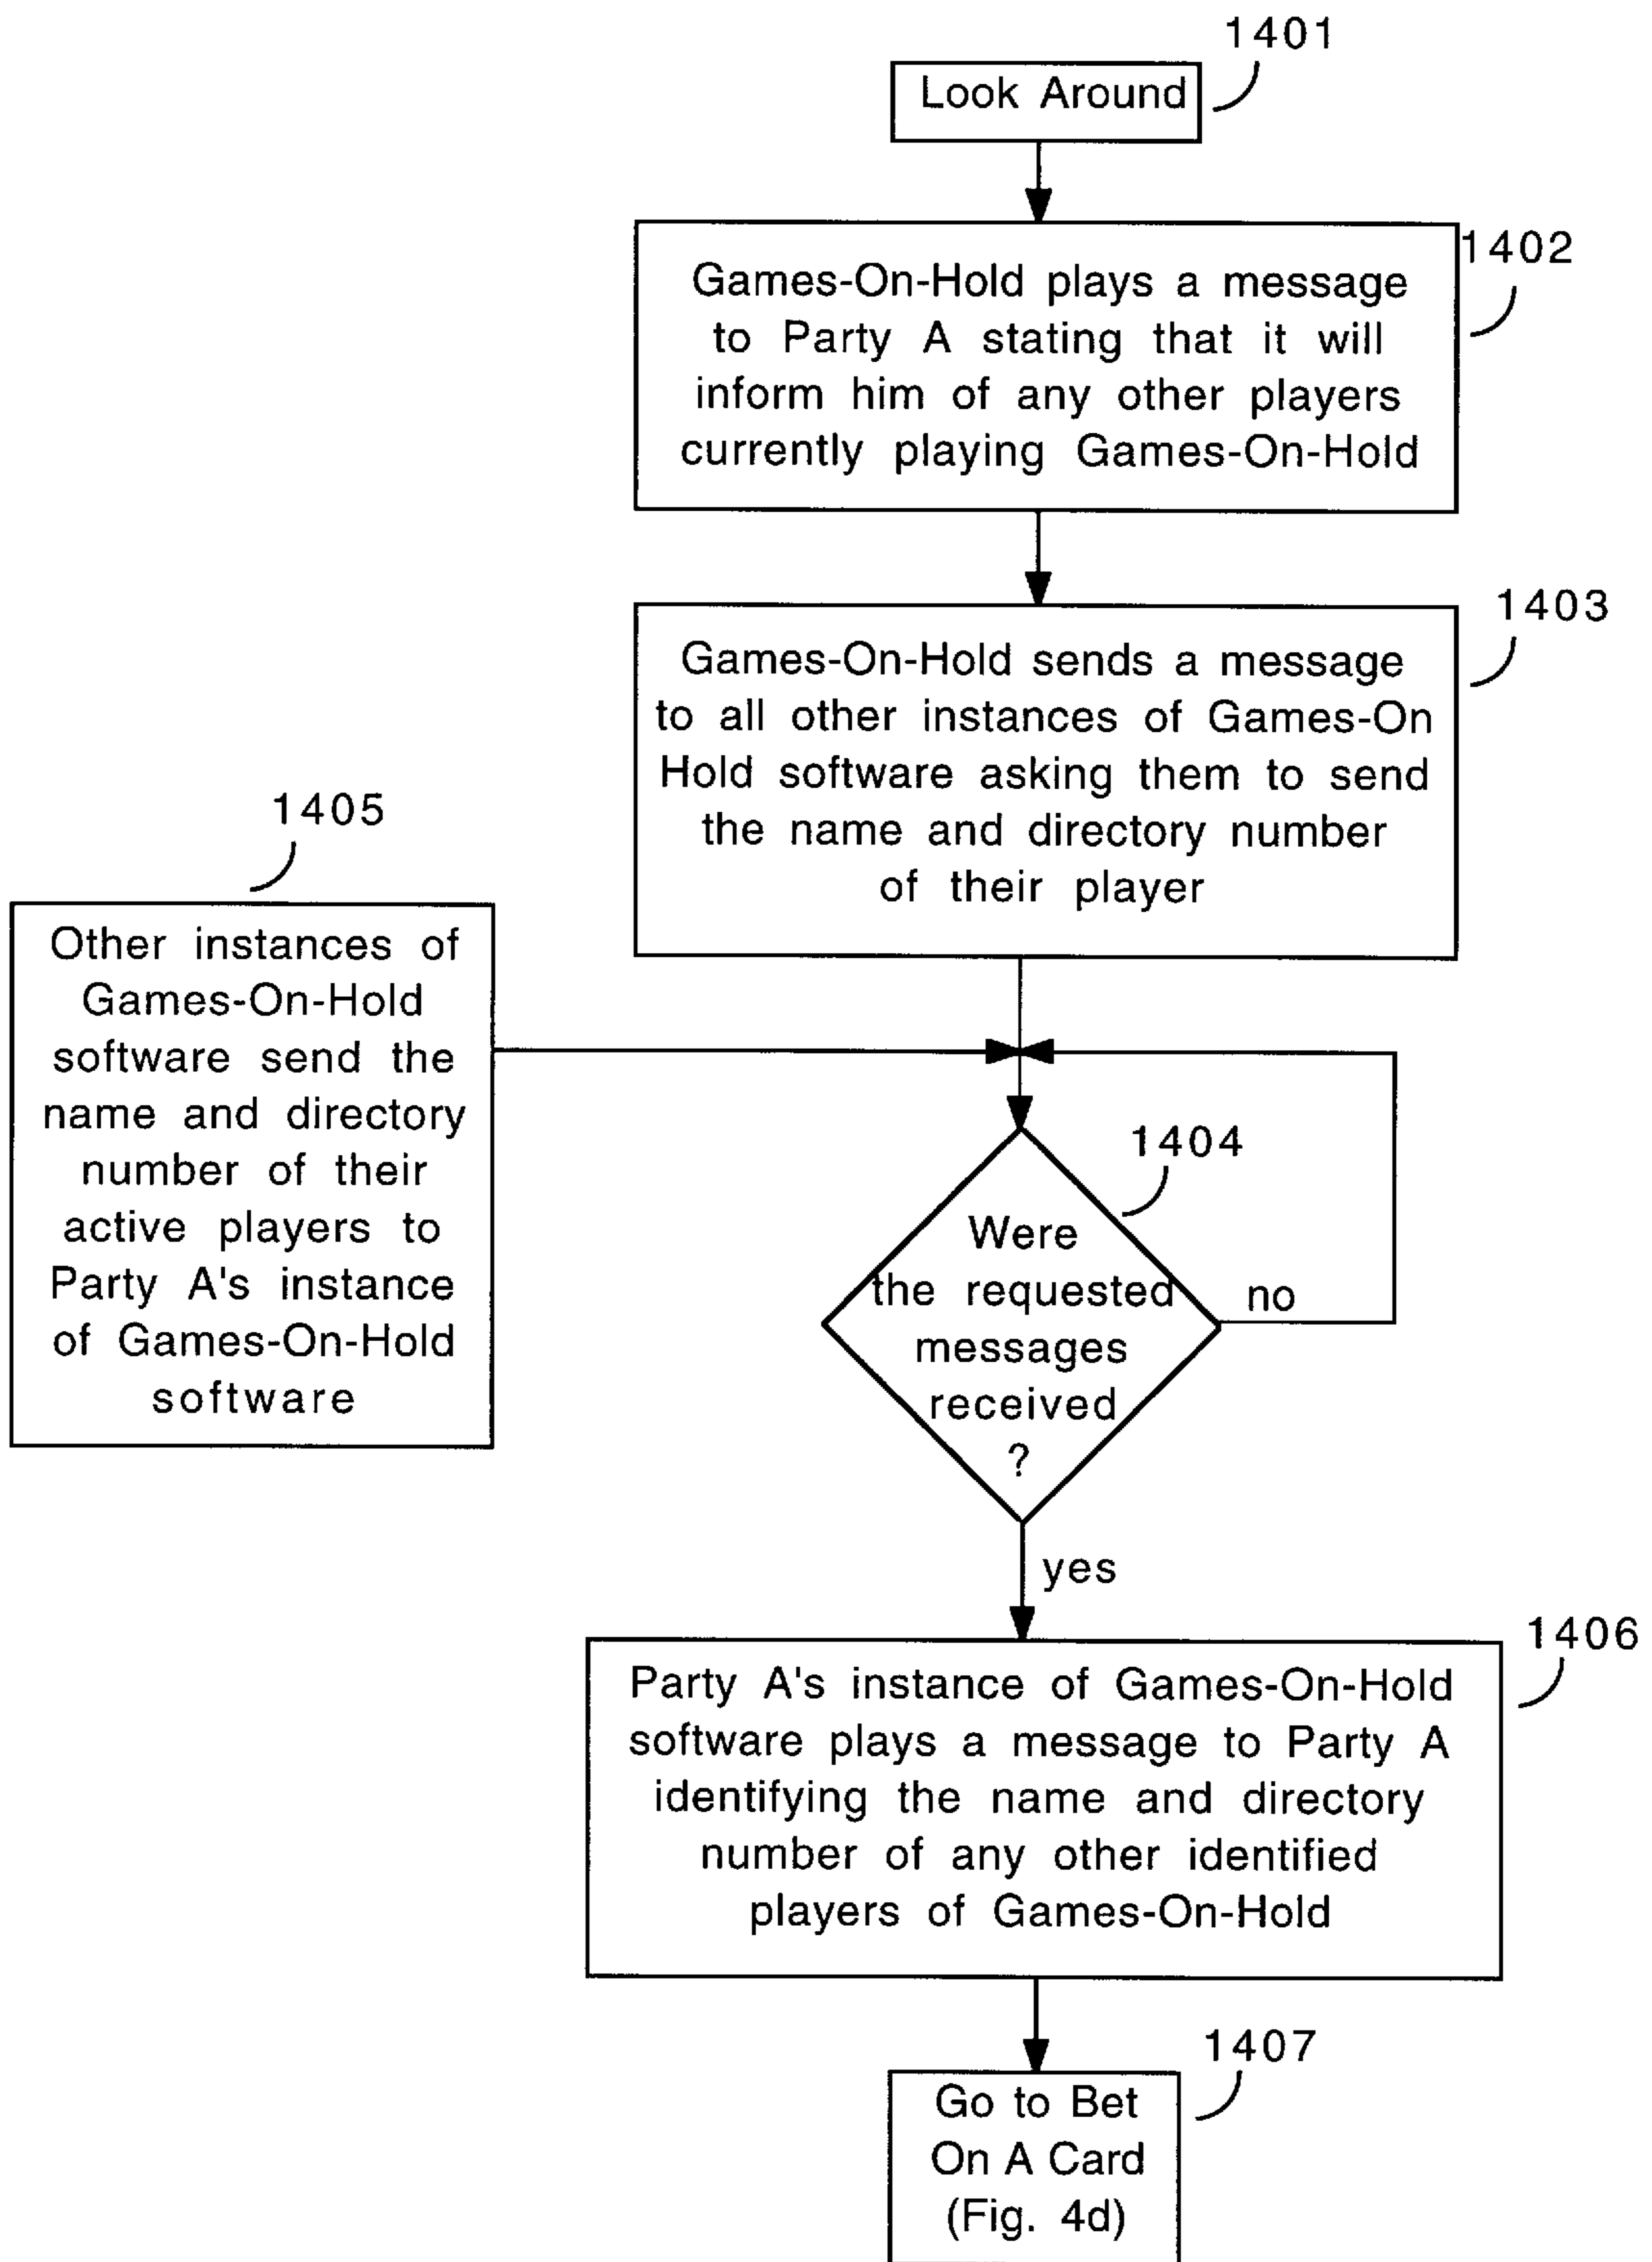 1401
Look Around
1402
Games-On-Hold plays a message
to Party A stating that it will
inform him of any other players
currently playing Games-On-Hold
1403
Games-On-Hold sends a message
to all other instances of Games-On
Hold software asking them to send
the name and directory number
of their player
1405
Other instances of
Games-On-Hold
software send the
name and directory
number of their
active players to
Party A's instance
of Games-On-Hold
software
1404
Were
the requested
messages
received
?
no
yes
1406
Party A's instance of Games-On-Hold
software plays a message to Party A
identifying the name and directory
number of any other identified
players of Games-On-Hold
1407
Go to Bet
On A Card
(Fig. 4d)